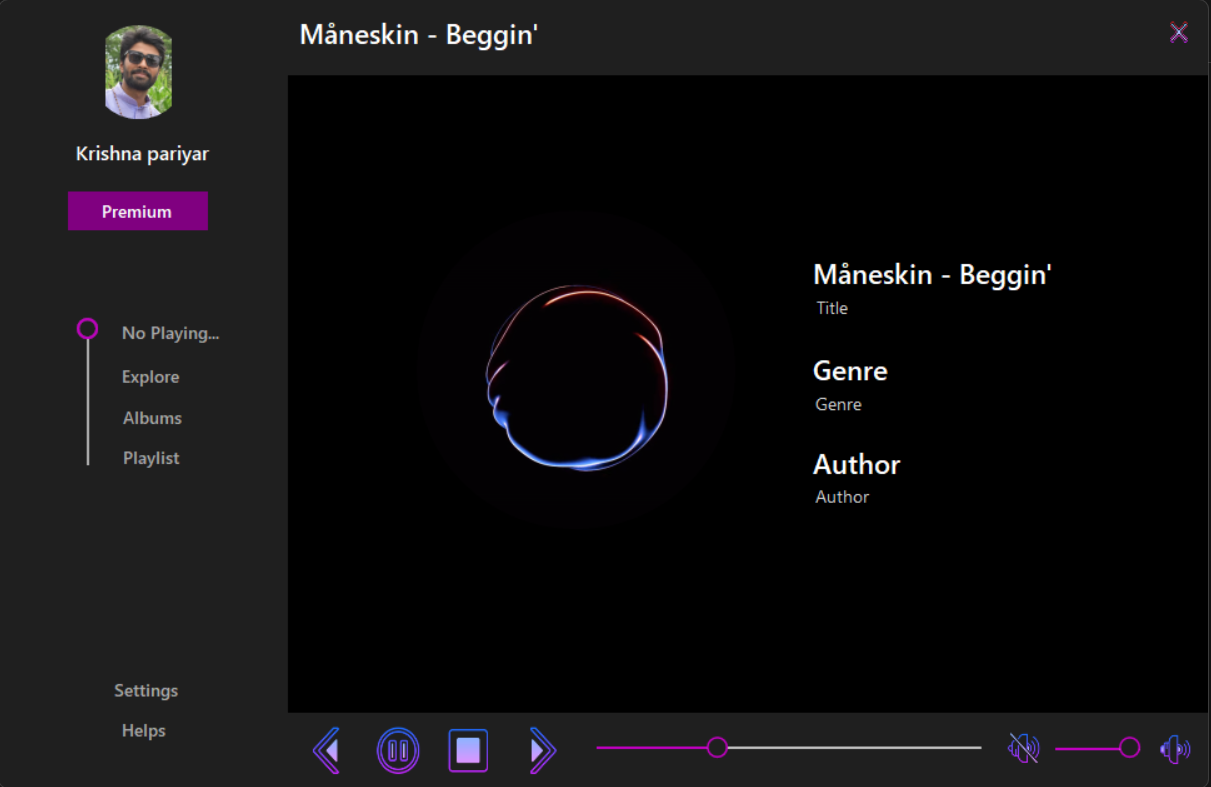 Måneskin - Beggin'
Krishna pariyar
Premium
No Playing...
Explore
Albums
Playlist
Settings
Helps
Måneskin - Beggin'
Title
Genre
Genre
Author
Author